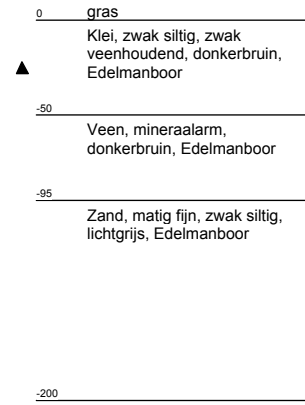 0 gras
Klei, zwak siltig, zwak
veenhoudend, donkerbruin,
Edelmanboor
-50
Veen, mineraalarm,
donkerbruin, Edelmanboor
-95
Zand, matig fijn, zwak siltig,
lichtgrijs, Edelmanboor
-200